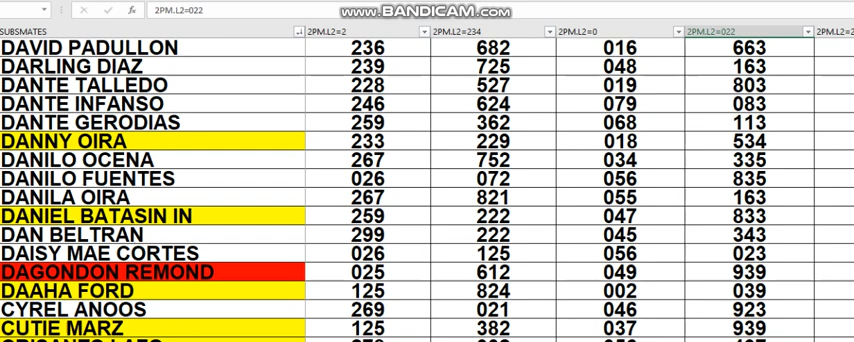 www.BANDICAM.com
2PM.L2=022
SUBSMATES 2PM.L2=2 2PM.L2=234 2PM.L2=0 2PM.L2=022 2PM.L2=2
DAVID PADULLON 236 682 016 663
DARLING DIAZ 239 725 048 163
DANTE TALLEDO 228 527 019 803
DANTE INFANSO 246 624 079 083
DANTE GERODIAS 259 362 068 113
DANNY OIRA 233 229 018 534
DANILO OCENA 267 752 034 335
DANILO FUENTES 026 072 056 835
DANILA OIRA 267 821 055 163
DANIEL BATASIN IN 259 222 047 833
DAN BELTRAN 299 222 045 343
DAISY MAE CORTES 026 125 056 023
DAGONDON REMOND 025 612 049 939
DAAHA FORD 125 824 002 039
CYREL ANOOS 269 021 046 923
CUTIE MARZ 125 382 037 939